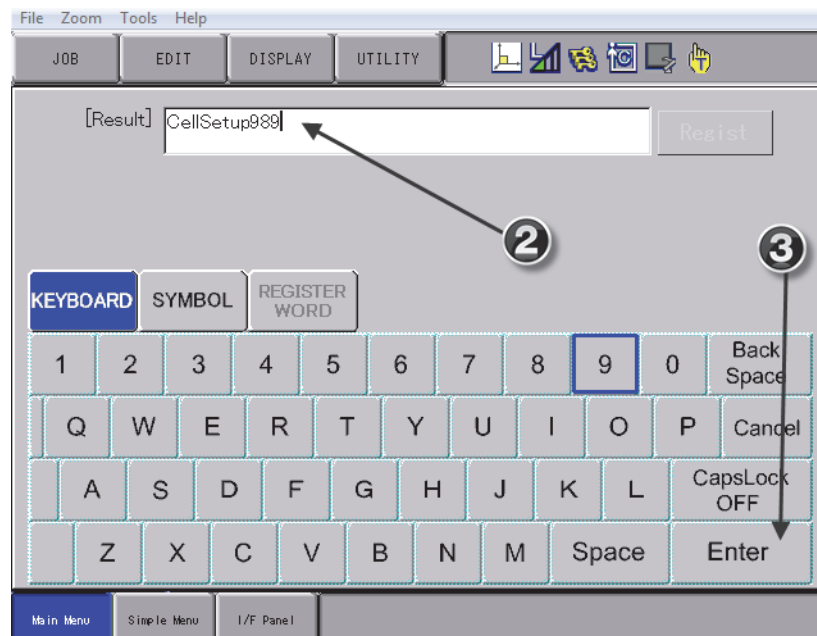 File Zoom Tools Help
JOB EDIT DISPLAY UTILITY
[Result] CellSetup989 Regist
2
3
KEYBOARD SYMBOL REGISTER
WORD
1 2 3 4 5 6 7 8 9 0 Back
Space
Q W E R T Y U I O P Cancel
A S D F G H J K L CapsLock
OFF
Z X C V B N M Space Enter
Main Menu Simple Menu I/F Panel